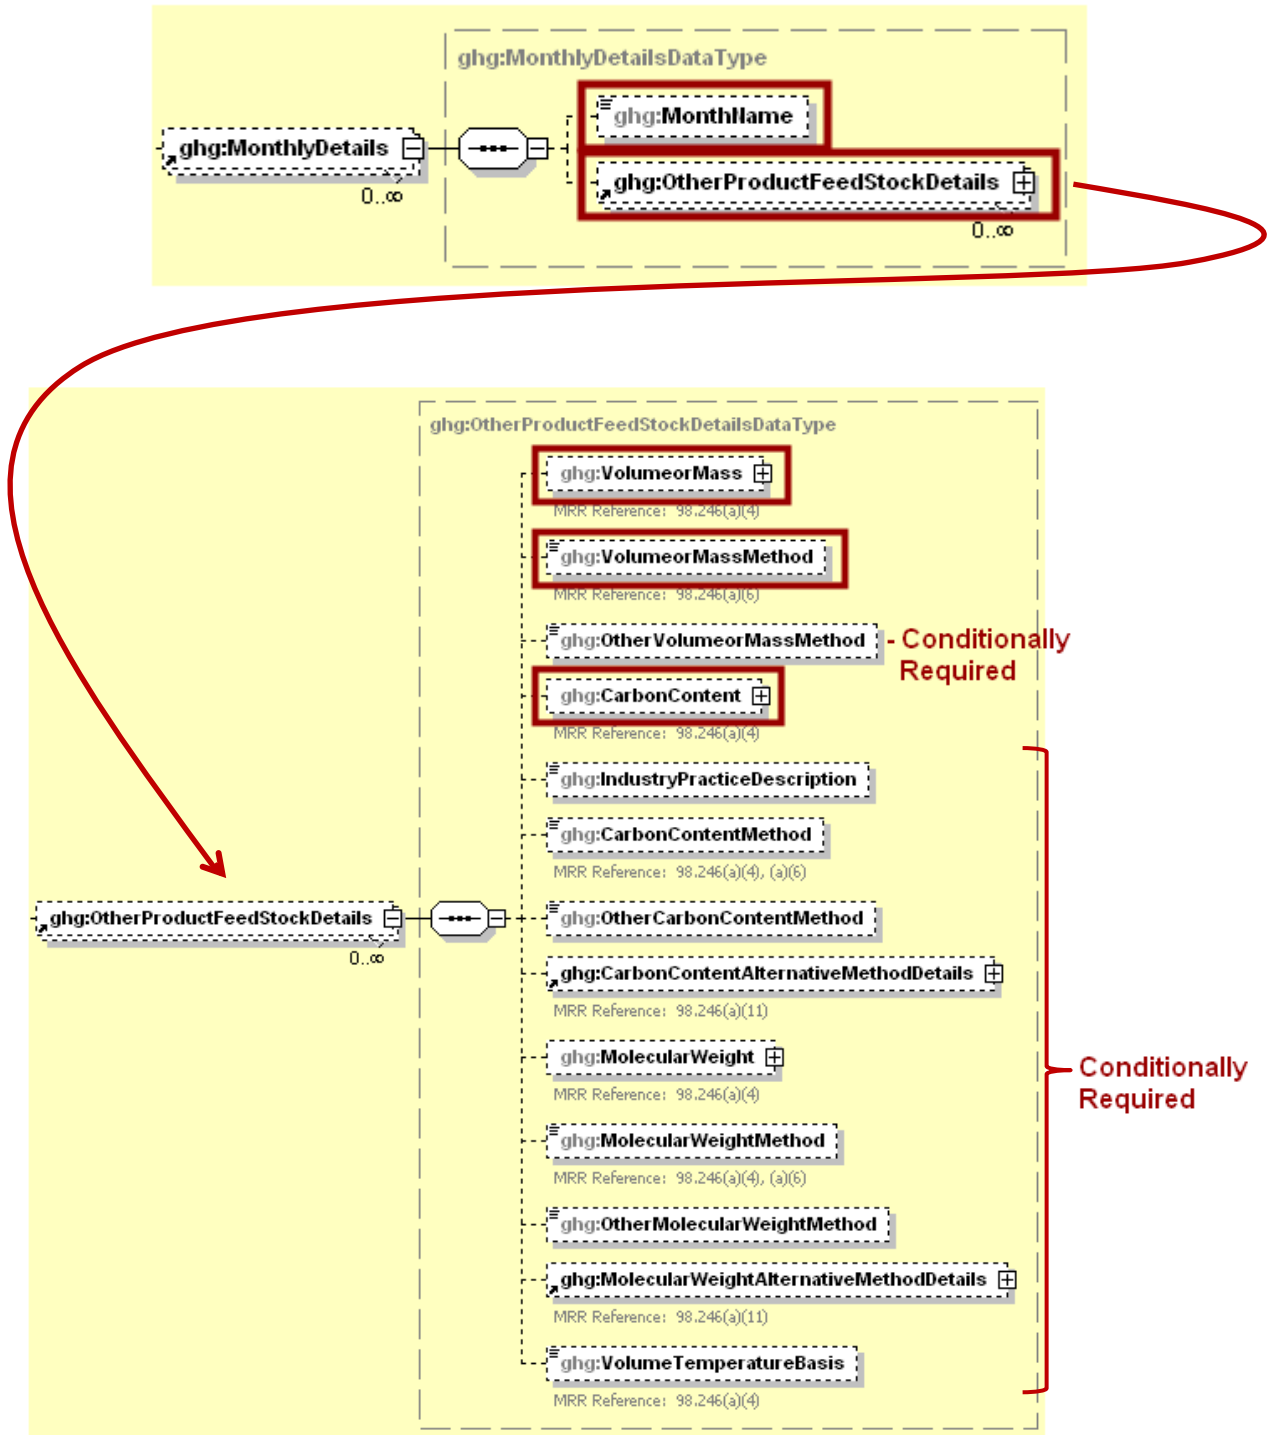 ghg:MonthlyDetailsDataType
ghg:MonthName
ghg:MonthlyDetails
0..∞
ghg:OtherProductFeedStockDetails
0..∞
ghg:OtherProductFeedStockDetailsDataType
ghg:VolumeorMass
MRR Reference: 98.246(a)(4)
ghg:VolumeorMassMethod
MRR Reference: 98.246(a)(6)
ghg:OtherVolumeorMassMethod
- Conditionally
Required
ghg:CarbonContent
MRR Reference: 98.246(a)(4)
ghg:IndustryPracticeDescription
ghg:CarbonContentMethod
MRR Reference: 98.246(a)(4), (a)(6)
ghg:OtherProductFeedStockDetails
0..∞
ghg:OtherCarbonContentMethod
ghg:CarbonContentAlternativeMethodDetails
MRR Reference: 98.246(a)(11)
ghg:MolecularWeight
MRR Reference: 98.246(a)(4)
Conditionally
Required
ghg:MolecularWeightMethod
MRR Reference: 98.246(a)(4), (a)(6)
ghg:OtherMolecularWeightMethod
ghg:MolecularWeightAlternativeMethodDetails
MRR Reference: 98.246(a)(11)
ghg:VolumeTemperatureBasis
MRR Reference: 98.246(a)(4)